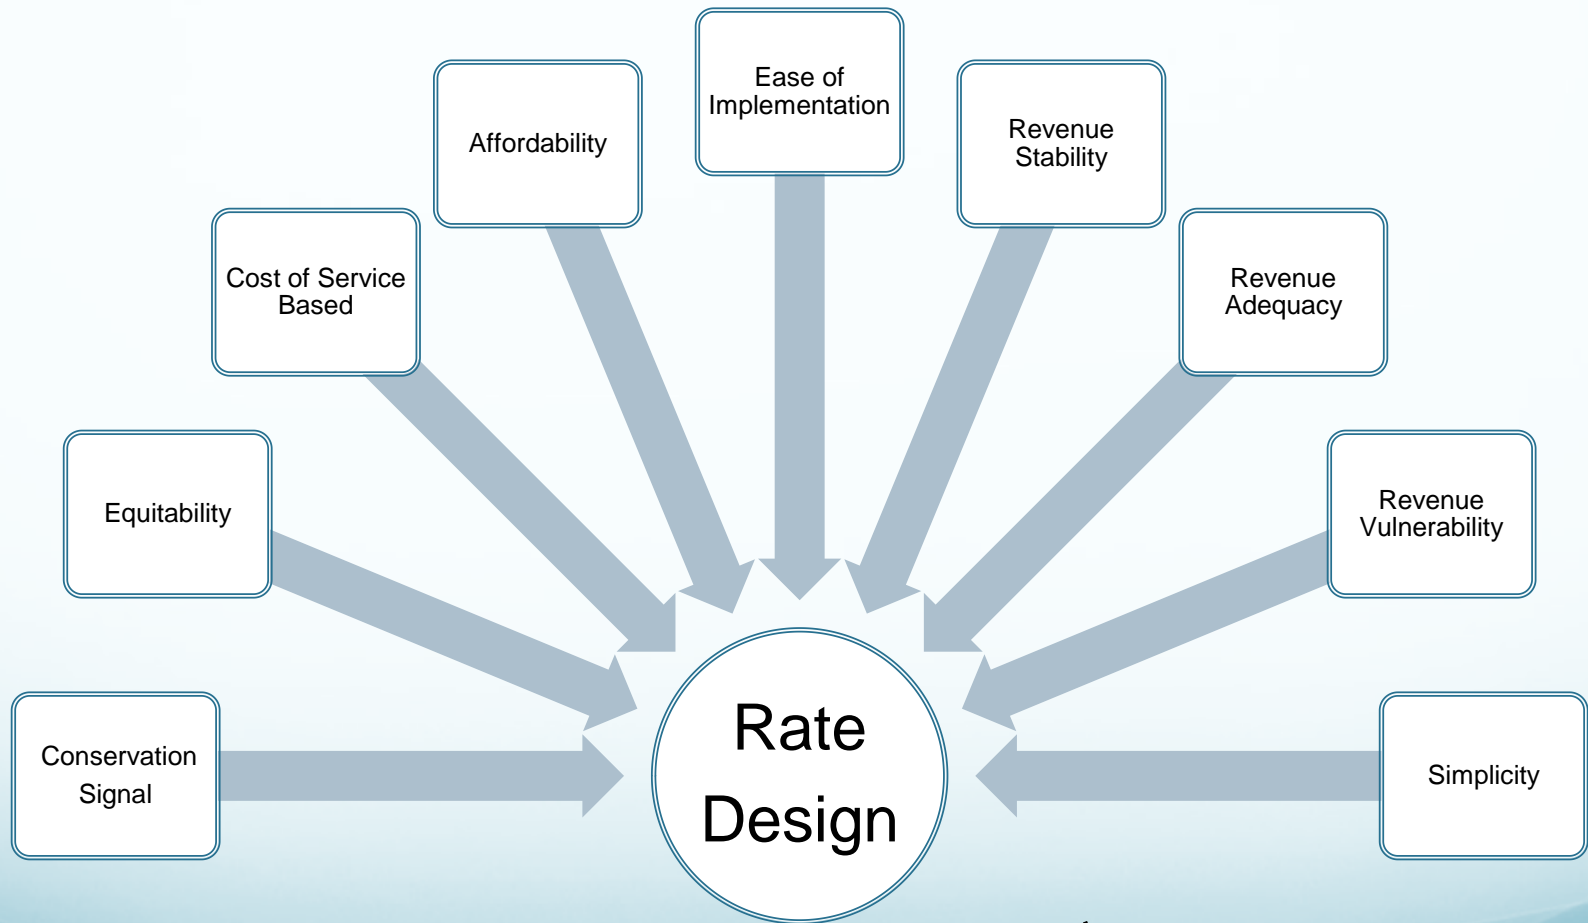 Ease of
Implementation
Affordability
Revenue
Stability
Cost of Service
Based
Revenue
Adequacy
Equitability
Revenue
Vulnerability
Conservation
Signal
Simplicity
Rate
Design